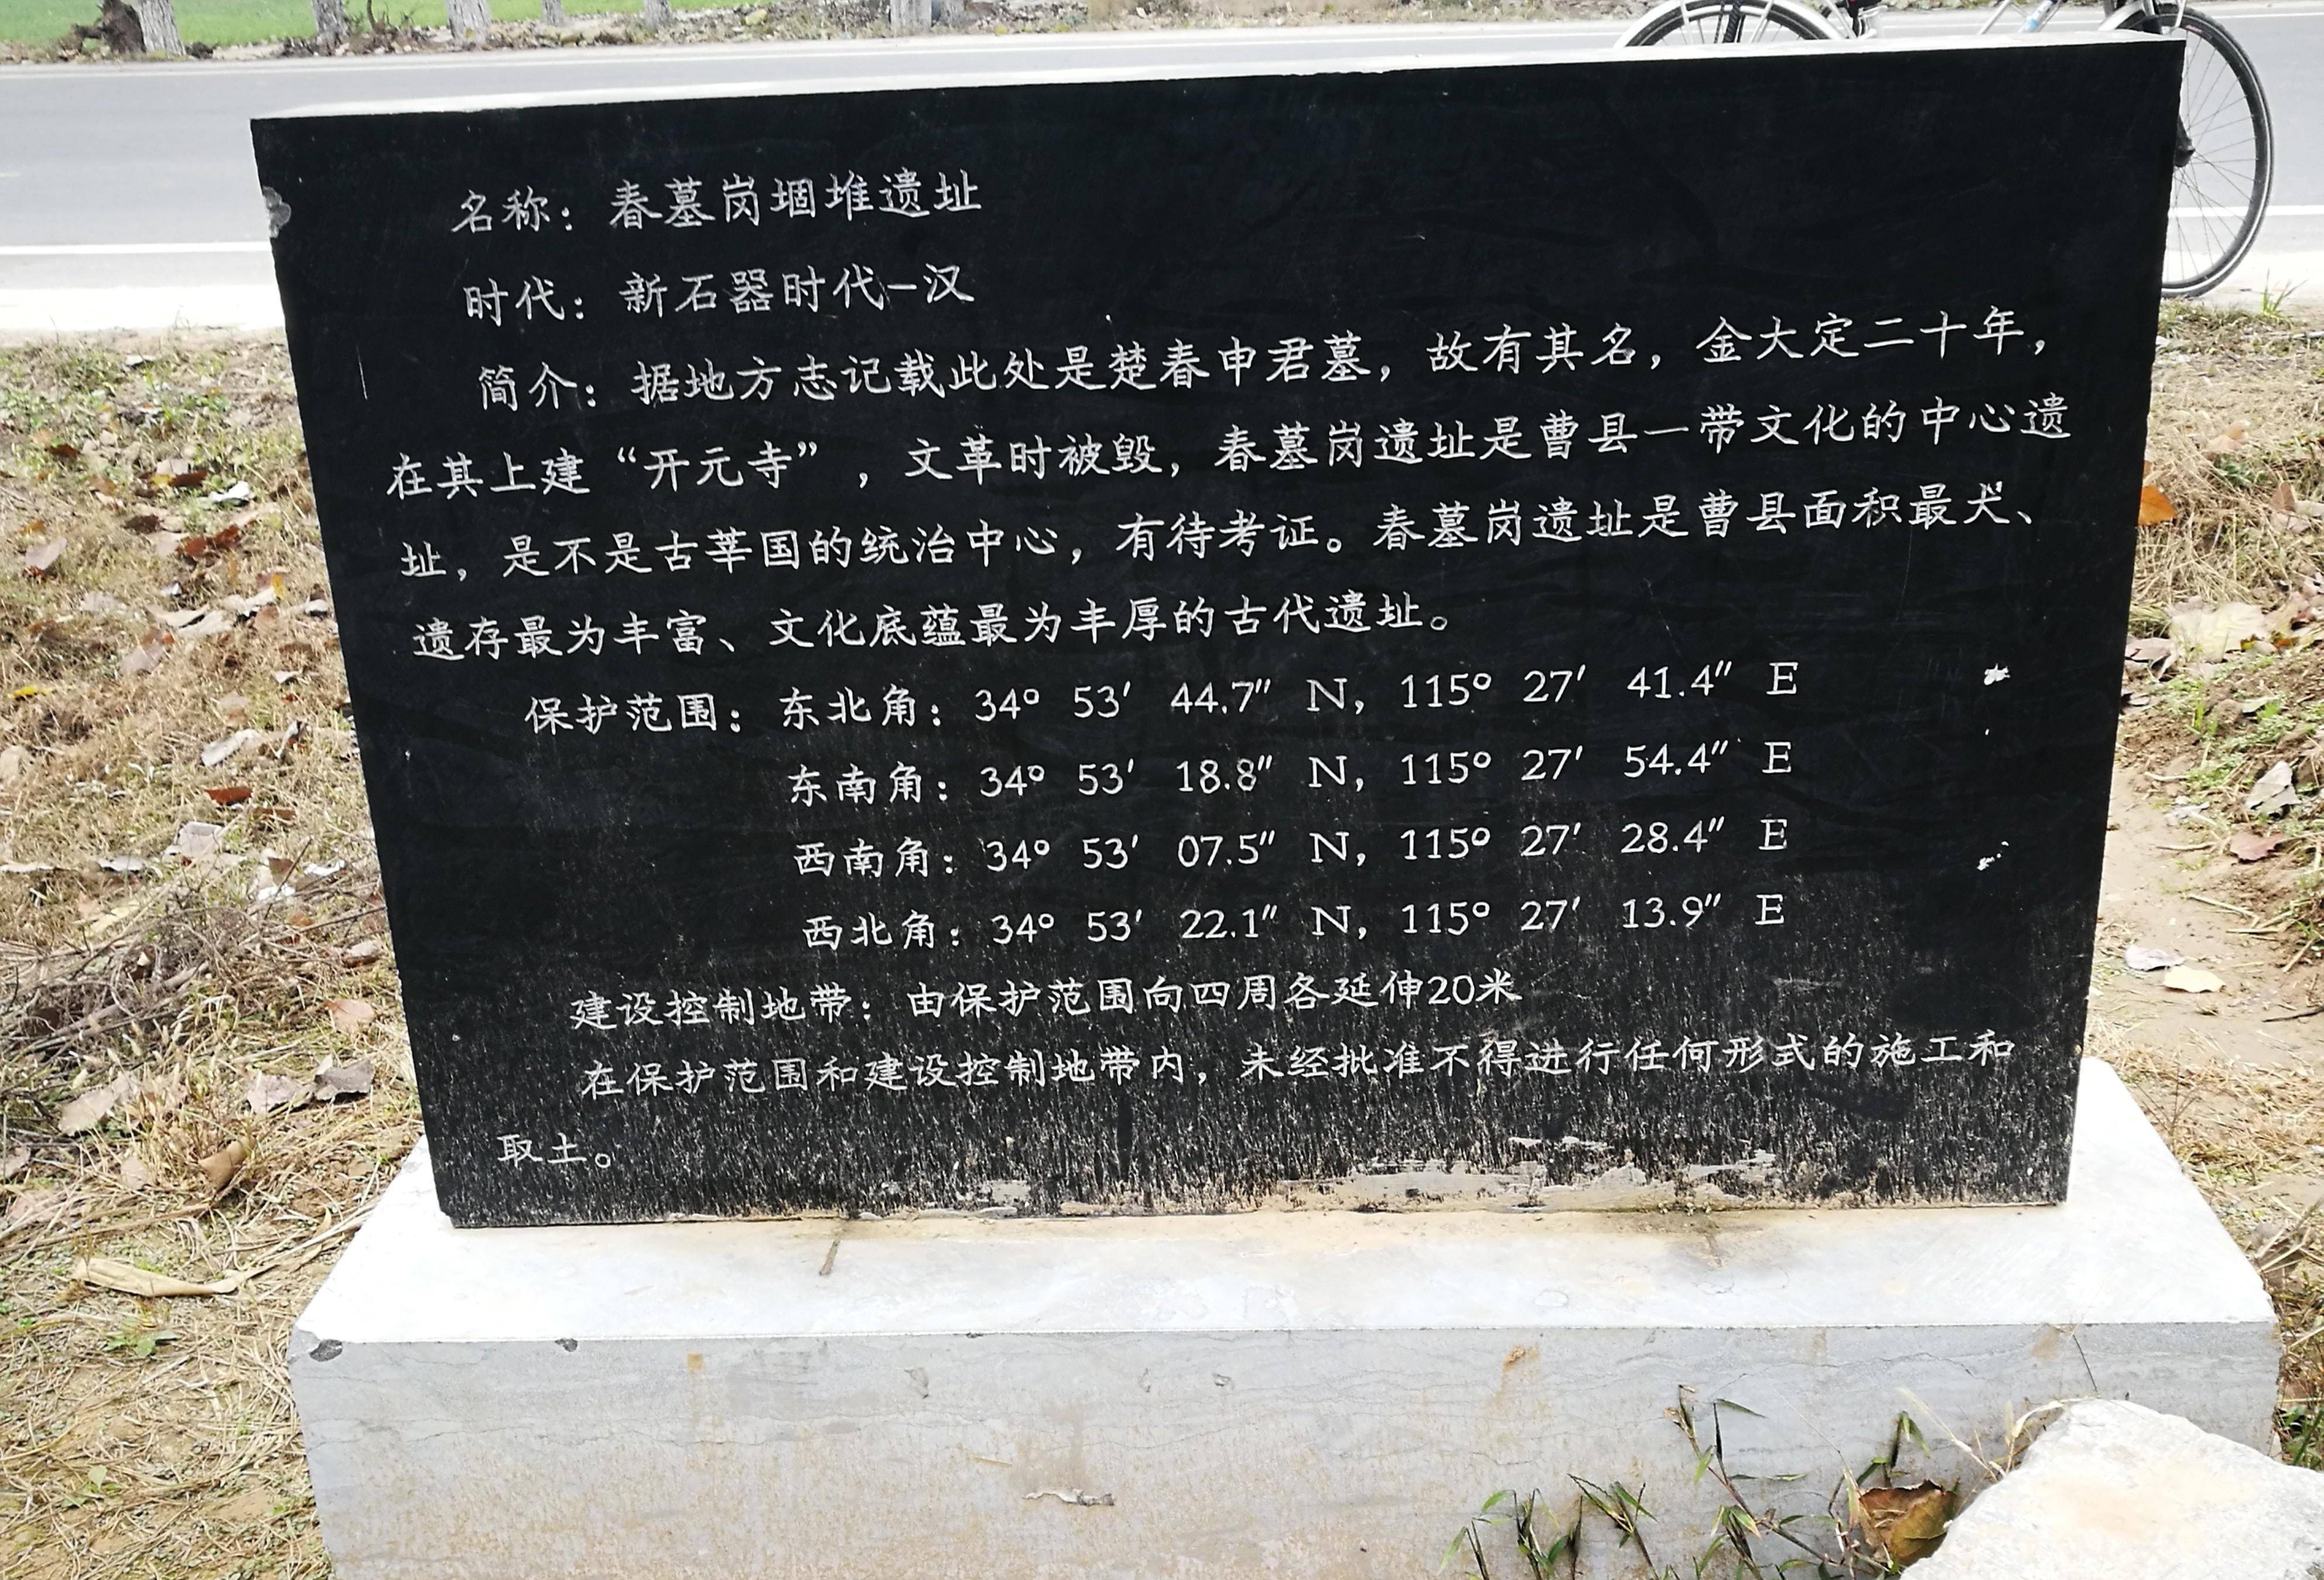 名称：春墓岗堌堆遗址
时代：新石器时代-汉
简介：据地方志记载此处是楚春申君墓，故有其名，金大定二十年，
在其上建“开元寺”，文革时被毁，春墓岗遗址是曹县一带文化的中心遗
址，是不是古莘国的统治中心，有待考证。春墓岗遗址是曹县面积最大、
遗存最为丰富、文化底蕴最为丰厚的古代遗址。
保护范围：东北角：34° 53′ 44.7″ N，115° 27′ 41.4″ E
东南角：34° 53′ 18.8″ N，115° 27′ 54.4″ E
西南角：34° 53′ 07.5″ N，115° 27′ 28.4″ E
西北角：34° 53′ 22.1″ N，115° 27′ 13.9″ E
建设控制地带：由保护范围向四周各延伸20米
在保护范围和建设控制地带内，未经批准不得进行任何形式的施工和
取土。